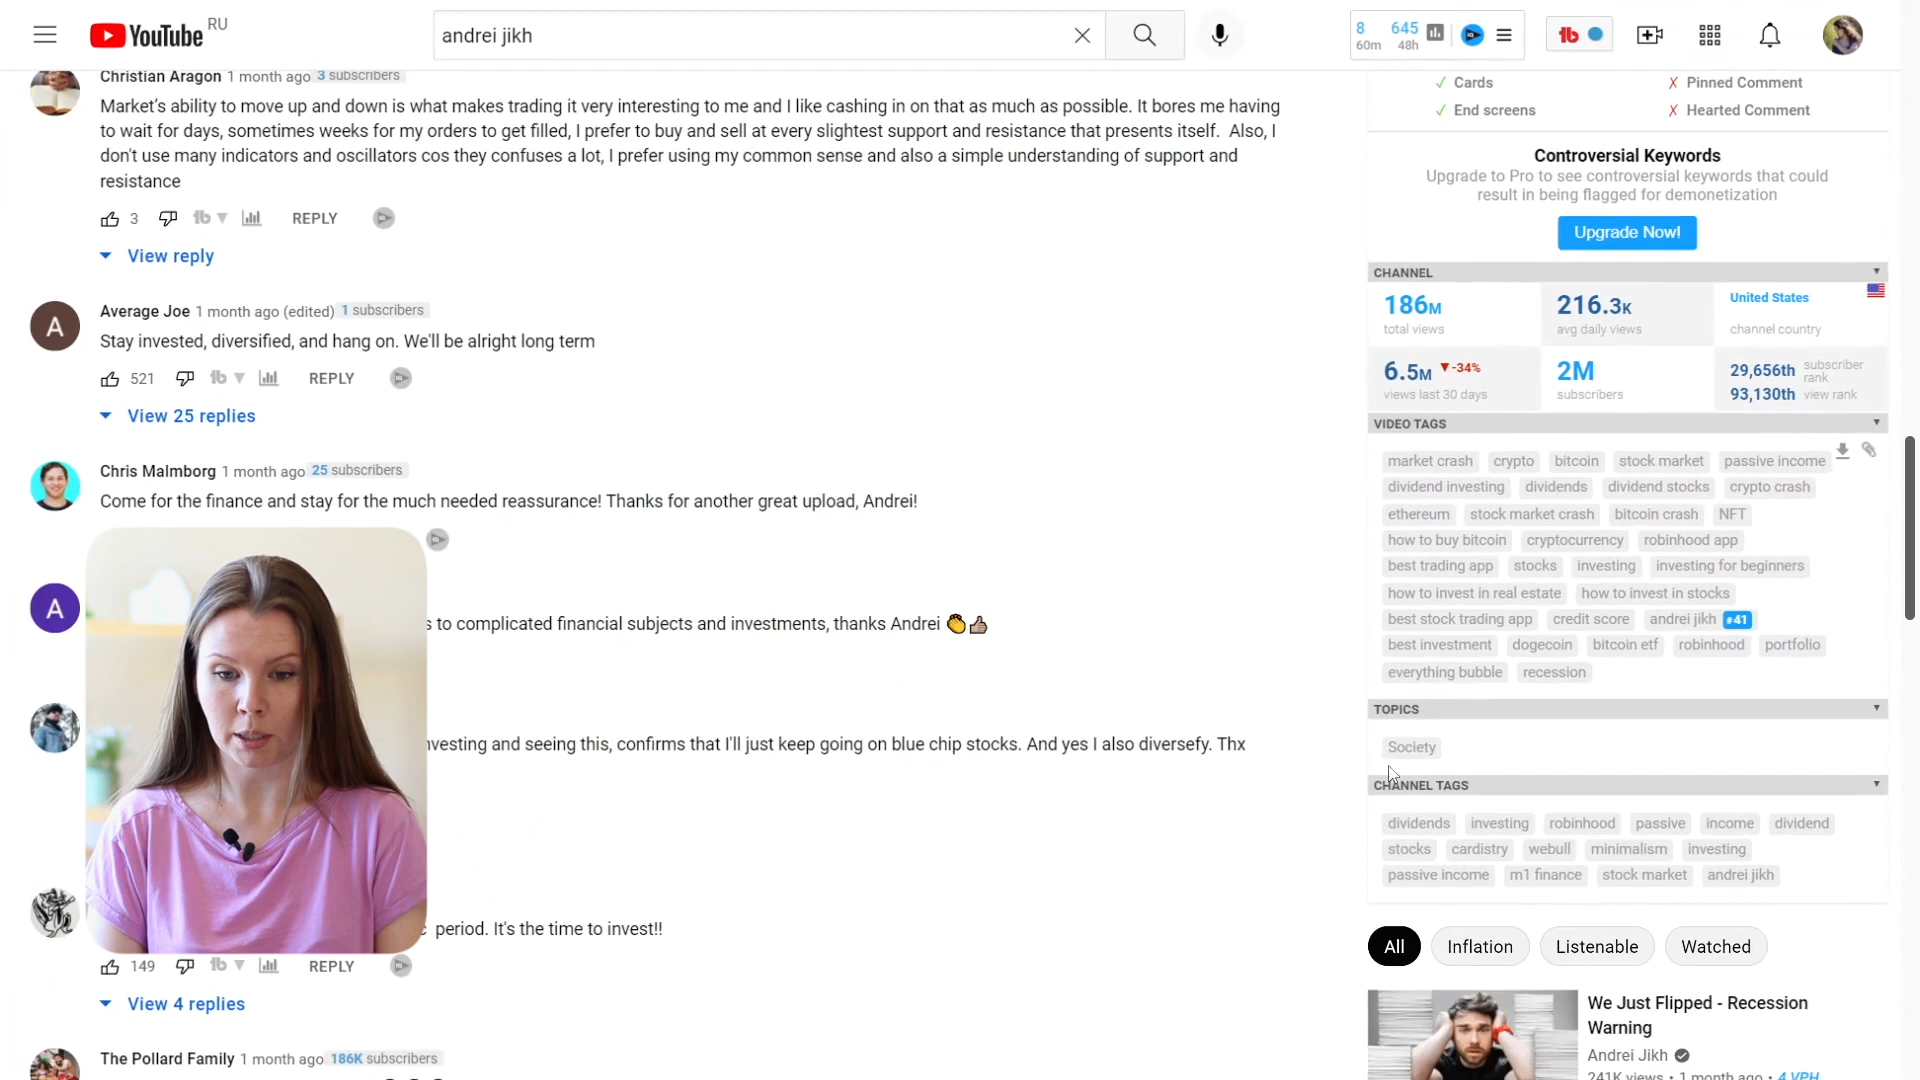 YouTube RU
andrei jikh
8 60m
645 48h
tb
Christian Aragon 1 month ago 3 subscribers
Market's ability to move up and down is what makes trading it very interesting to me and I like cashing in on that as much as possible. It bores me having
to wait for days, sometimes weeks for my orders to get filled, I prefer to buy and sell at every slightest support and resistance that presents itself. Also, I
don't use many indicators and oscillators cos they confuses a lot, I prefer using my common sense and also a simple understanding of support and
resistance
3 tb REPLY
View reply
Average Joe 1 month ago (edited) 1 subscribers
A
Stay invested, diversified, and hang on. We'll be alright long term
521 tb REPLY
View 25 replies
Chris Malmborg 1 month ago 25 subscribers
Come for the finance and stay for the much needed reassurance! Thanks for another great upload, Andrei!
A
s to complicated financial subjects and investments, thanks Andrei 👏👍🏽
nvesting and seeing this, confirms that I'll just keep going on blue chip stocks. And yes I also diversefy. Thx
period. It's the time to invest!!
149 tb REPLY
View 4 replies
The Pollard Family 1 month ago 186K subscribers
✓ Cards ✗ Pinned Comment
✓ End screens ✗ Hearted Comment
Controversial Keywords
Upgrade to Pro to see controversial keywords that could
result in being flagged for demonetization
Upgrade Now!
CHANNEL
186M total views
216.3K avg daily views
United States
channel country
6.5M ▼-34%
views last 30 days
2M subscribers
29,656th subscriber rank
93,130th view rank
VIDEO TAGS
market crash crypto bitcoin stock market passive income
dividend investing dividends dividend stocks crypto crash
ethereum stock market crash bitcoin crash NFT
how to buy bitcoin cryptocurrency robinhood app
best trading app stocks investing investing for beginners
how to invest in real estate how to invest in stocks
best stock trading app credit score andrei jikh #41
best investment dogecoin bitcoin etf robinhood portfolio
everything bubble recession
TOPICS
Society
CHANNEL TAGS
dividends investing robinhood passive income dividend
stocks cardistry webull minimalism investing
passive income m1 finance stock market andrei jikh
All Inflation Listenable Watched
We Just Flipped - Recession
Warning
Andrei Jikh
241K views • 1 month ago • 4 VPH